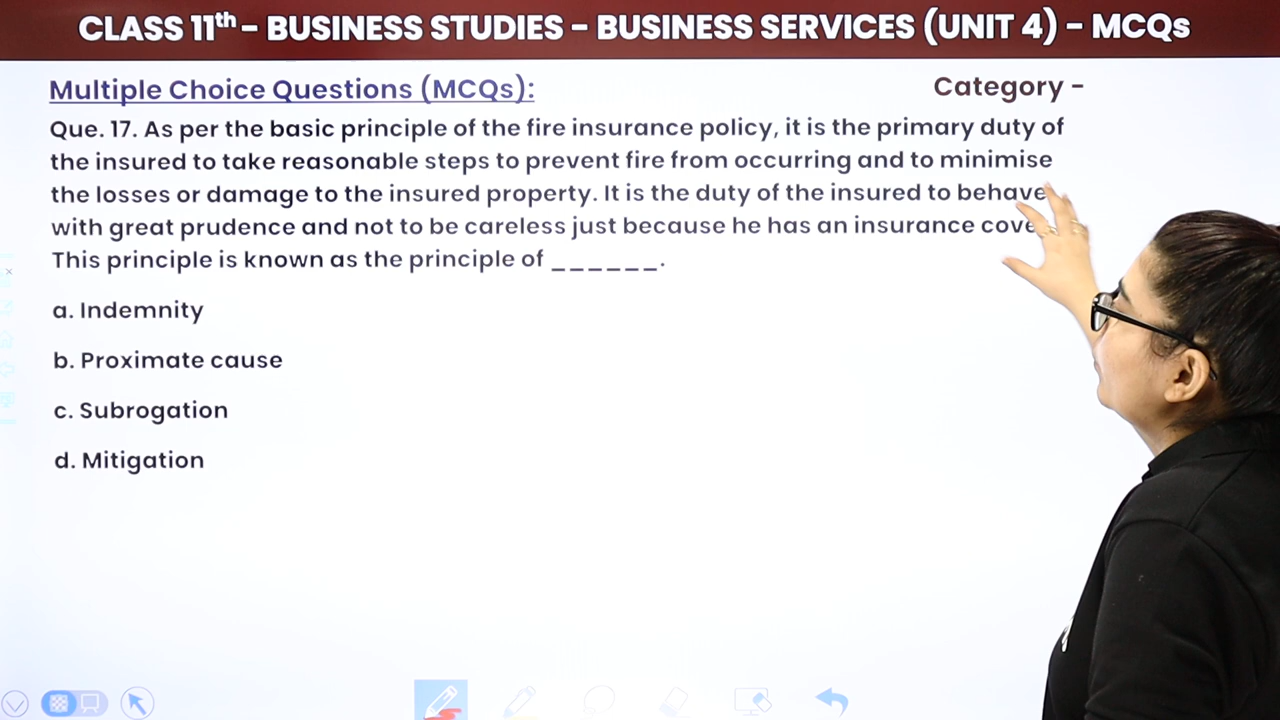 CLASS 11th - BUSINESS STUDIES - BUSINESS SERVICES (UNIT 4) - MCQs
Multiple Choice Questions (MCQs):
Category -
Que. 17. As per the basic principle of the fire insurance policy, it is the primary duty of
the insured to take reasonable steps to prevent fire from occurring and to minimise
the losses or damage to the insured property. It is the duty of the insured to behave
with great prudence and not to be careless just because he has an insurance cove
This principle is known as the principle of ______.
a. Indemnity
b. Proximate cause
c. Subrogation
d. Mitigation